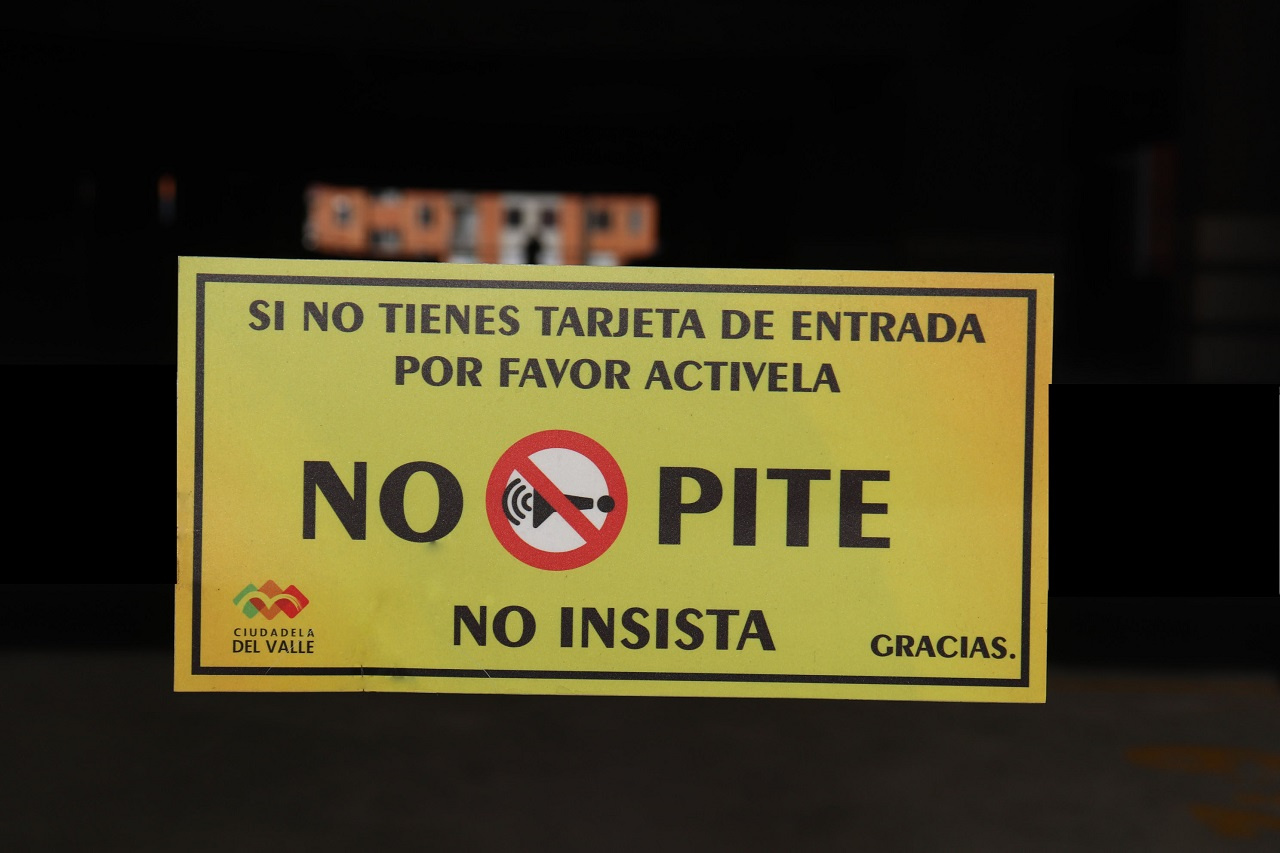 SI NO TIENES TARJETA DE ENTRADA
POR FAVOR ACTIVELA
NO PITE
NO INSISTA
GRACIAS.
CIUDADELA
DEL VALLE